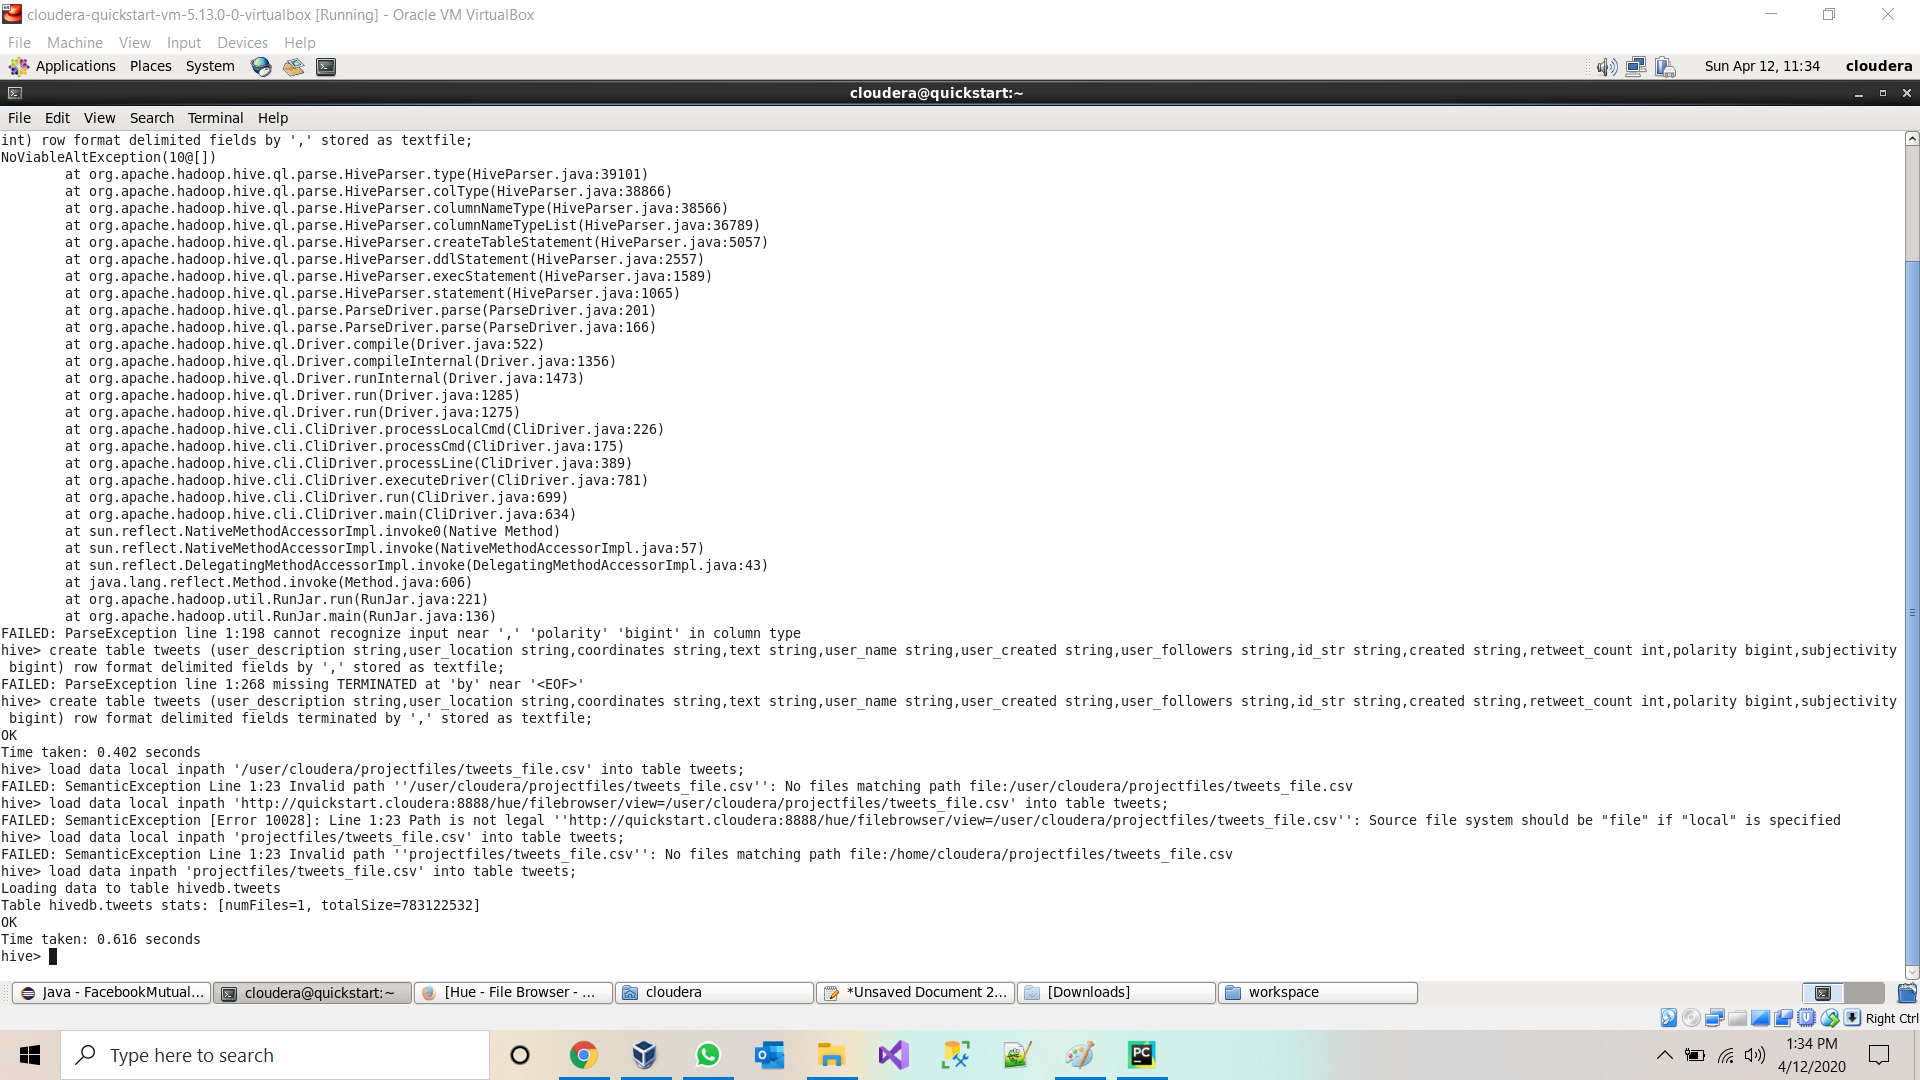 cloudera-quickstart-vm-5.13.0-0-virtualbox [Running] - Oracle VM VirtualBox
File Machine View Input Devices Help
Applications Places System Sun Apr 12, 11:34 cloudera
cloudera@quickstart:~
File Edit View Search Terminal Help
int) row format delimited fields by ',' stored as textfile;
NoViableAltException(10@[])
at org.apache.hadoop.hive.ql.parse.HiveParser.type(HiveParser.java:39101)
at org.apache.hadoop.hive.ql.parse.HiveParser.colType(HiveParser.java:38866)
at org.apache.hadoop.hive.ql.parse.HiveParser.columnNameType(HiveParser.java:38566)
at org.apache.hadoop.hive.ql.parse.HiveParser.columnNameTypeList(HiveParser.java:36789)
at org.apache.hadoop.hive.ql.parse.HiveParser.createTableStatement(HiveParser.java:5057)
at org.apache.hadoop.hive.ql.parse.HiveParser.ddlStatement(HiveParser.java:2557)
at org.apache.hadoop.hive.ql.parse.HiveParser.execStatement(HiveParser.java:1589)
at org.apache.hadoop.hive.ql.parse.HiveParser.statement(HiveParser.java:1065)
at org.apache.hadoop.hive.ql.parse.ParseDriver.parse(ParseDriver.java:201)
at org.apache.hadoop.hive.ql.parse.ParseDriver.parse(ParseDriver.java:166)
at org.apache.hadoop.hive.ql.Driver.compile(Driver.java:522)
at org.apache.hadoop.hive.ql.Driver.compileInternal(Driver.java:1356)
at org.apache.hadoop.hive.ql.Driver.runInternal(Driver.java:1473)
at org.apache.hadoop.hive.ql.Driver.run(Driver.java:1285)
at org.apache.hadoop.hive.ql.Driver.run(Driver.java:1275)
at org.apache.hadoop.hive.cli.CliDriver.processLocalCmd(CliDriver.java:226)
at org.apache.hadoop.hive.cli.CliDriver.processCmd(CliDriver.java:175)
at org.apache.hadoop.hive.cli.CliDriver.processLine(CliDriver.java:389)
at org.apache.hadoop.hive.cli.CliDriver.executeDriver(CliDriver.java:781)
at org.apache.hadoop.hive.cli.CliDriver.run(CliDriver.java:699)
at org.apache.hadoop.hive.cli.CliDriver.main(CliDriver.java:634)
at sun.reflect.NativeMethodAccessorImpl.invoke0(Native Method)
at sun.reflect.NativeMethodAccessorImpl.invoke(NativeMethodAccessorImpl.java:57)
at sun.reflect.DelegatingMethodAccessorImpl.invoke(DelegatingMethodAccessorImpl.java:43)
at java.lang.reflect.Method.invoke(Method.java:606)
at org.apache.hadoop.util.RunJar.run(RunJar.java:221)
at org.apache.hadoop.util.RunJar.main(RunJar.java:136)
FAILED: ParseException line 1:198 cannot recognize input near ',' 'polarity' 'bigint' in column type
hive> create table tweets (user_description string,user_location string,coordinates string,text string,user_name string,user_created string,user_followers string,id_str string,created string,retweet_count int,polarity bigint,subjectivity
bigint) row format delimited fields by ',' stored as textfile;
FAILED: ParseException line 1:268 missing TERMINATED at 'by' near '<EOF>'
hive> create table tweets (user_description string,user_location string,coordinates string,text string,user_name string,user_created string,user_followers string,id_str string,created string,retweet_count int,polarity bigint,subjectivity
bigint) row format delimited fields terminated by ',' stored as textfile;
OK
Time taken: 0.402 seconds
hive> load data local inpath '/user/cloudera/projectfiles/tweets_file.csv' into table tweets;
FAILED: SemanticException Line 1:23 Invalid path ''/user/cloudera/projectfiles/tweets_file.csv'': No files matching path file:/user/cloudera/projectfiles/tweets_file.csv
hive> load data local inpath 'http://quickstart.cloudera:8888/hue/filebrowser/view=/user/cloudera/projectfiles/tweets_file.csv' into table tweets;
FAILED: SemanticException [Error 10028]: Line 1:23 Path is not legal ''http://quickstart.cloudera:8888/hue/filebrowser/view=/user/cloudera/projectfiles/tweets_file.csv'': Source file system should be "file" if "local" is specified
hive> load data local inpath 'projectfiles/tweets_file.csv' into table tweets;
FAILED: SemanticException Line 1:23 Invalid path ''projectfiles/tweets_file.csv'': No files matching path file:/home/cloudera/projectfiles/tweets_file.csv
hive> load data inpath 'projectfiles/tweets_file.csv' into table tweets;
Loading data to table hivedb.tweets
Table hivedb.tweets stats: [numFiles=1, totalSize=783122532]
OK
Time taken: 0.616 seconds
hive>
Java - FacebookMutual... cloudera@quickstart:~ [Hue - File Browser - ... cloudera *Unsaved Document 2... [Downloads] workspace
Right Ctrl
Type here to search
PC
1:34 PM
4/12/2020